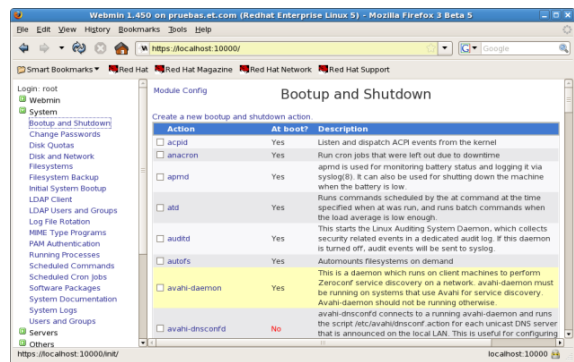 Webmin 1.450 on pruebas.et.com (Redhat Enterprise Linux 5) - Mozilla Firefox 3 Beta 5
File Edit View History Bookmarks Tools Help
https://localhost:10000/
Google
Smart Bookmarks Red Hat Red Hat Magazine Red Hat Network Red Hat Support
Login: root
Webmin
System
Bootup and Shutdown
Change Passwords
Disk Quotas
Disk and Network
Filesystems
Filesystem Backup
Initial System Bootup
LDAP Client
LDAP Users and Groups
Log File Rotation
MIME Type Programs
PAM Authentication
Running Processes
Scheduled Commands
Scheduled Cron Jobs
Software Packages
System Documentation
System Logs
Users and Groups
Servers
Others
Module Config
Bootup and Shutdown
Create a new bootup and shutdown action.
Action At boot? Description
acpid Yes Listen and dispatch ACPI events from the kernel
anacron Yes Run cron jobs that were left out due to downtime
apmd Yes apmd is used for monitoring battery status and logging it via
syslog(8). It can also be used for shutting down the machine
when the battery is low.
atd Yes Runs commands scheduled by the at command at the time
specified when at was run, and runs batch commands when
the load average is low enough.
auditd Yes This starts the Linux Auditing System Daemon, which collects
security related events in a dedicated audit log. If this daemon
is turned off, audit events will be sent to syslog.
autofs Yes Automounts filesystems on demand
avahi-daemon Yes This is a daemon which runs on client machines to perform
Zeroconf service discovery on a network. avahi-daemon must
be running on systems that use Avahi for service discovery.
Avahi-daemon should not be running otherwise.
avahi-dnsconfd No avahi-dnsconfd connects to a running avahi-daemon and runs
the script /etc/avahi/dnsconf.action for each unicast DNS server
that is announced on the local LAN. This is useful for configuring
https://localhost:10000/init/
localhost:10000